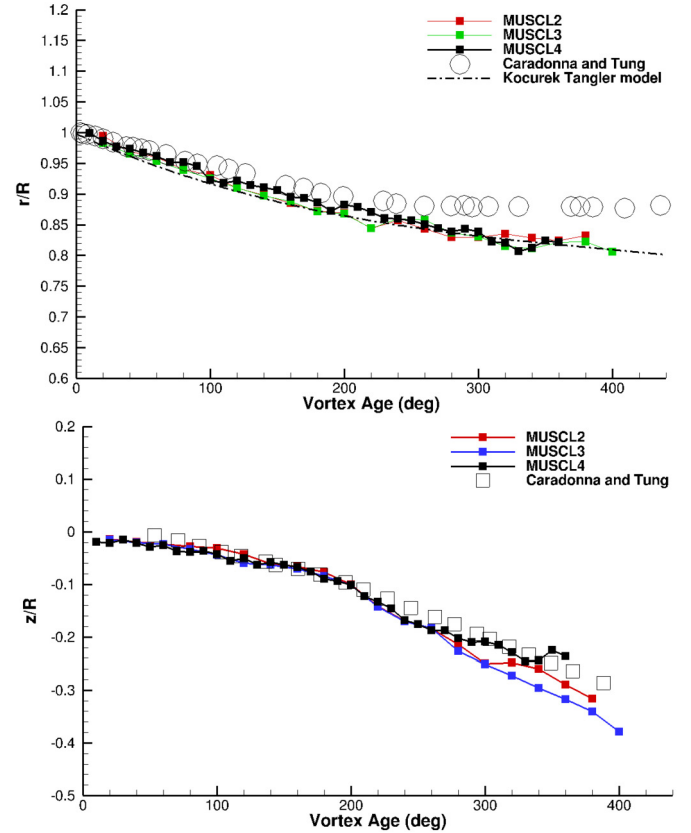 MUSCL2
MUSCL3
MUSCL4
Caradonna and Tung
Kocurek Tangler model
1.2
1.15
1.1
1.05
1
0.95
0.9
0.85
0.8
0.75
0.7
0.65
0.6
r/R
0 100 200 300 400
Vortex Age (deg)
MUSCL2
MUSCL3
MUSCL4
Caradonna and Tung
0.2
0.1
0
-0.1
-0.2
-0.3
-0.4
-0.5
z/R
0 100 200 300 400
Vortex Age (deg)